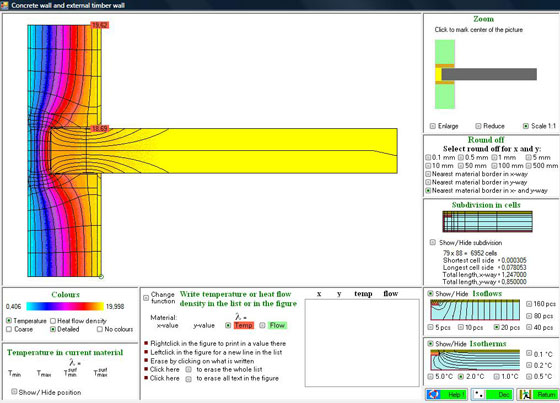 Concrete wall and external timber wall
19,62
18,69
Zoom
Click to mark center of the picture
Enlarge Reduce Scale 1:1
Round off
Select round off for x and y:
0.1 mm 0.5 mm 1 mm 5 mm
10 mm 50 mm 100 mm 500 mm
Nearest material border in x-way
Nearest material border in y-way
Nearest material border in x- and y-way
Subdivision in cells
Show/Hide subdivision
79 x 88 = 6952 cells
Shortest cell side = 0,000305
Longest cell side = 0,078053
Total length, x-way = 1,247000
Total length, y-way = 0,850000
Show/Hide Isoflows
160 pcs
80 pcs
5 pcs 10 pcs 20 pcs 40 pcs
Show/Hide Isotherms
0.1 °C
0.2 °C
5.0 °C 2.0 °C 1.0 °C 0.5 °C
Help Dec Return
Colours
0,406 19,998
Temperature Heat flow density
Coarse Detailed No colours
Temperature in current material
λ =
Tmin Tmax Tsurf min Tsurf max
Show/Hide position
Change function
Write temperature or heat flow density in the list or in the figure
Material: λ =
x-value y-value Temp Flow
Rightclick in the figure to print in a value there
Leftclick in the figure for a new line in the list
Erase by clicking on what is written
Click here to erase the whole list
Click here to erase all text in the figure
x y temp flow